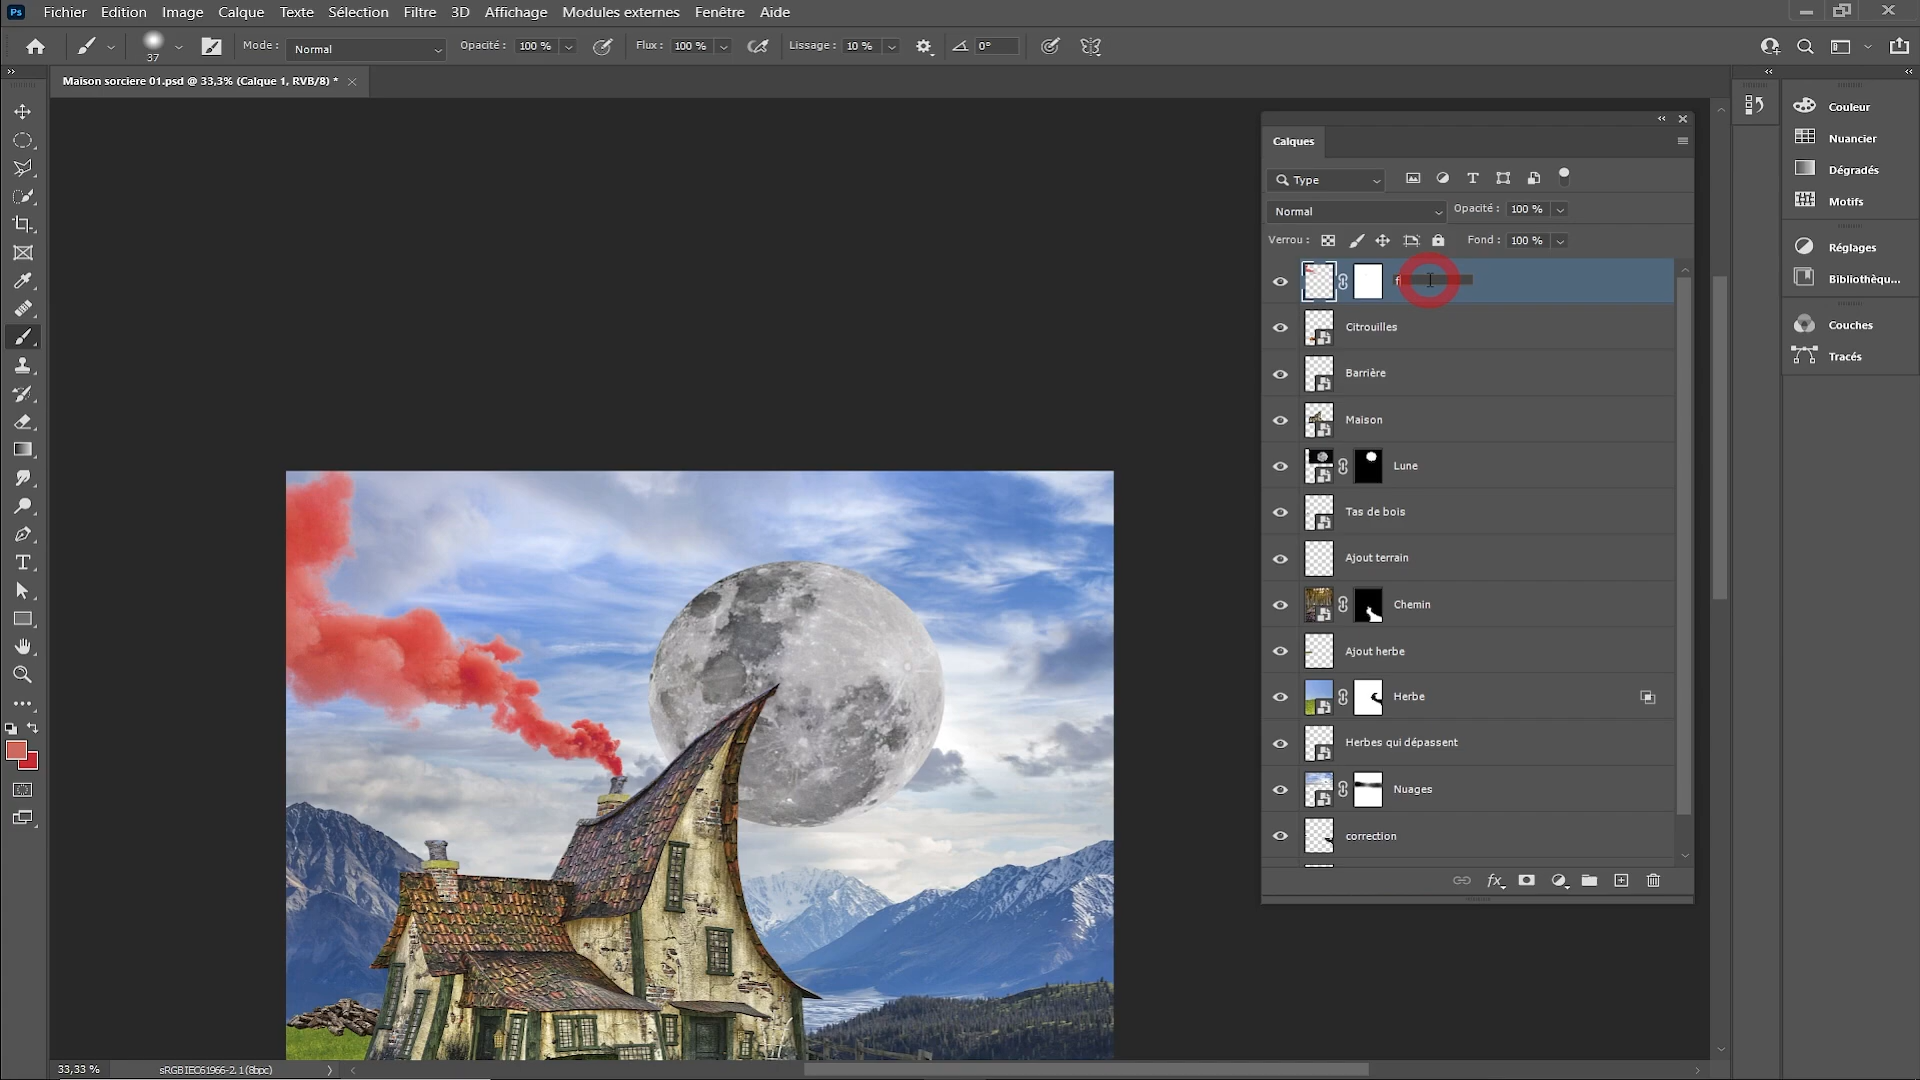 Ps Fichier Edition Image Calque Texte Sélection Filtre 3D Affichage Modules externes Fenêtre Aide
37 Mode : Normal Opacité : 100 % Flux : 100 % Lissage : 10 % 0°
Maison sorciere 01.psd @ 33,3% (Calque 1, RVB/8) *
Calques
Type
Normal Opacité : 100 %
Verrou : Fond : 100 %
f
Citrouilles
Barrière
Maison
Lune
Tas de bois
Ajout terrain
Chemin
Ajout herbe
Herbe
Herbes qui dépassent
Nuages
correction
fx
Couleur
Nuancier
Dégradés
Motifs
Réglages
Bibliothèqu...
Couches
Tracés
33,33 % sRGB IEC61966-2.1 (8bpc)